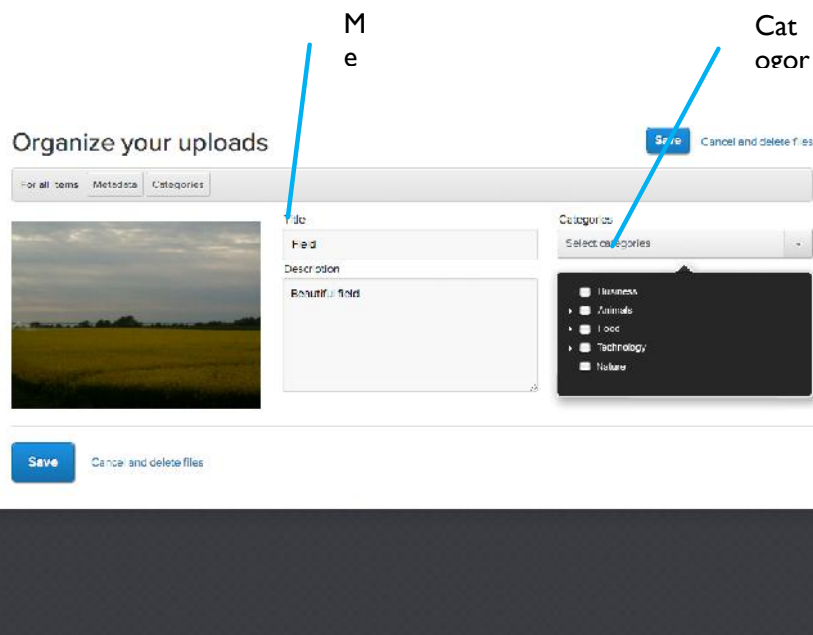 M
e
Cat
ogor
Organize your uploads
Save
Cancel and delete files
For all items
Metadata
Categories
Title
Field
Description
Beautiful field
Categories
Select categories
Business
Animals
Food
Technology
Nature
Save
Cancel and delete files